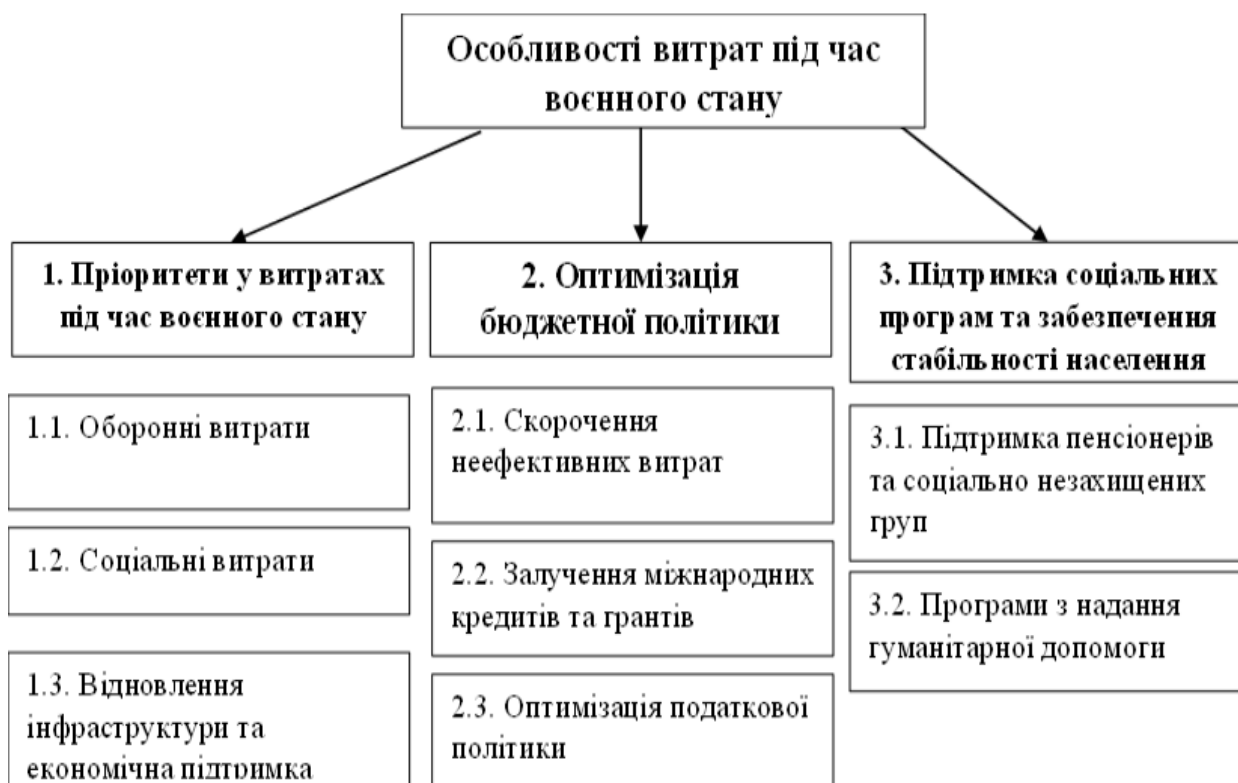 Особливості витрат під час
воєнного стану
1. Пріоритети у витратах
під час воєнного стану
1.1. Оборонні витрати
1.2. Соціальні витрати
1.3. Відновлення
інфраструктури та
економічна підтримка
2. Оптимізація
бюджетної політики
2.1. Скорочення
неефективних витрат
2.2. Залучення міжнародних
кредитів та грантів
2.3. Оптимізація податкової
політики
3. Підтримка соціальних
програм та забезпечення
стабільності населення
3.1. Підтримка пенсіонерів
та соціально незахищених
груп
3.2. Програми з надання
гуманітарної допомоги